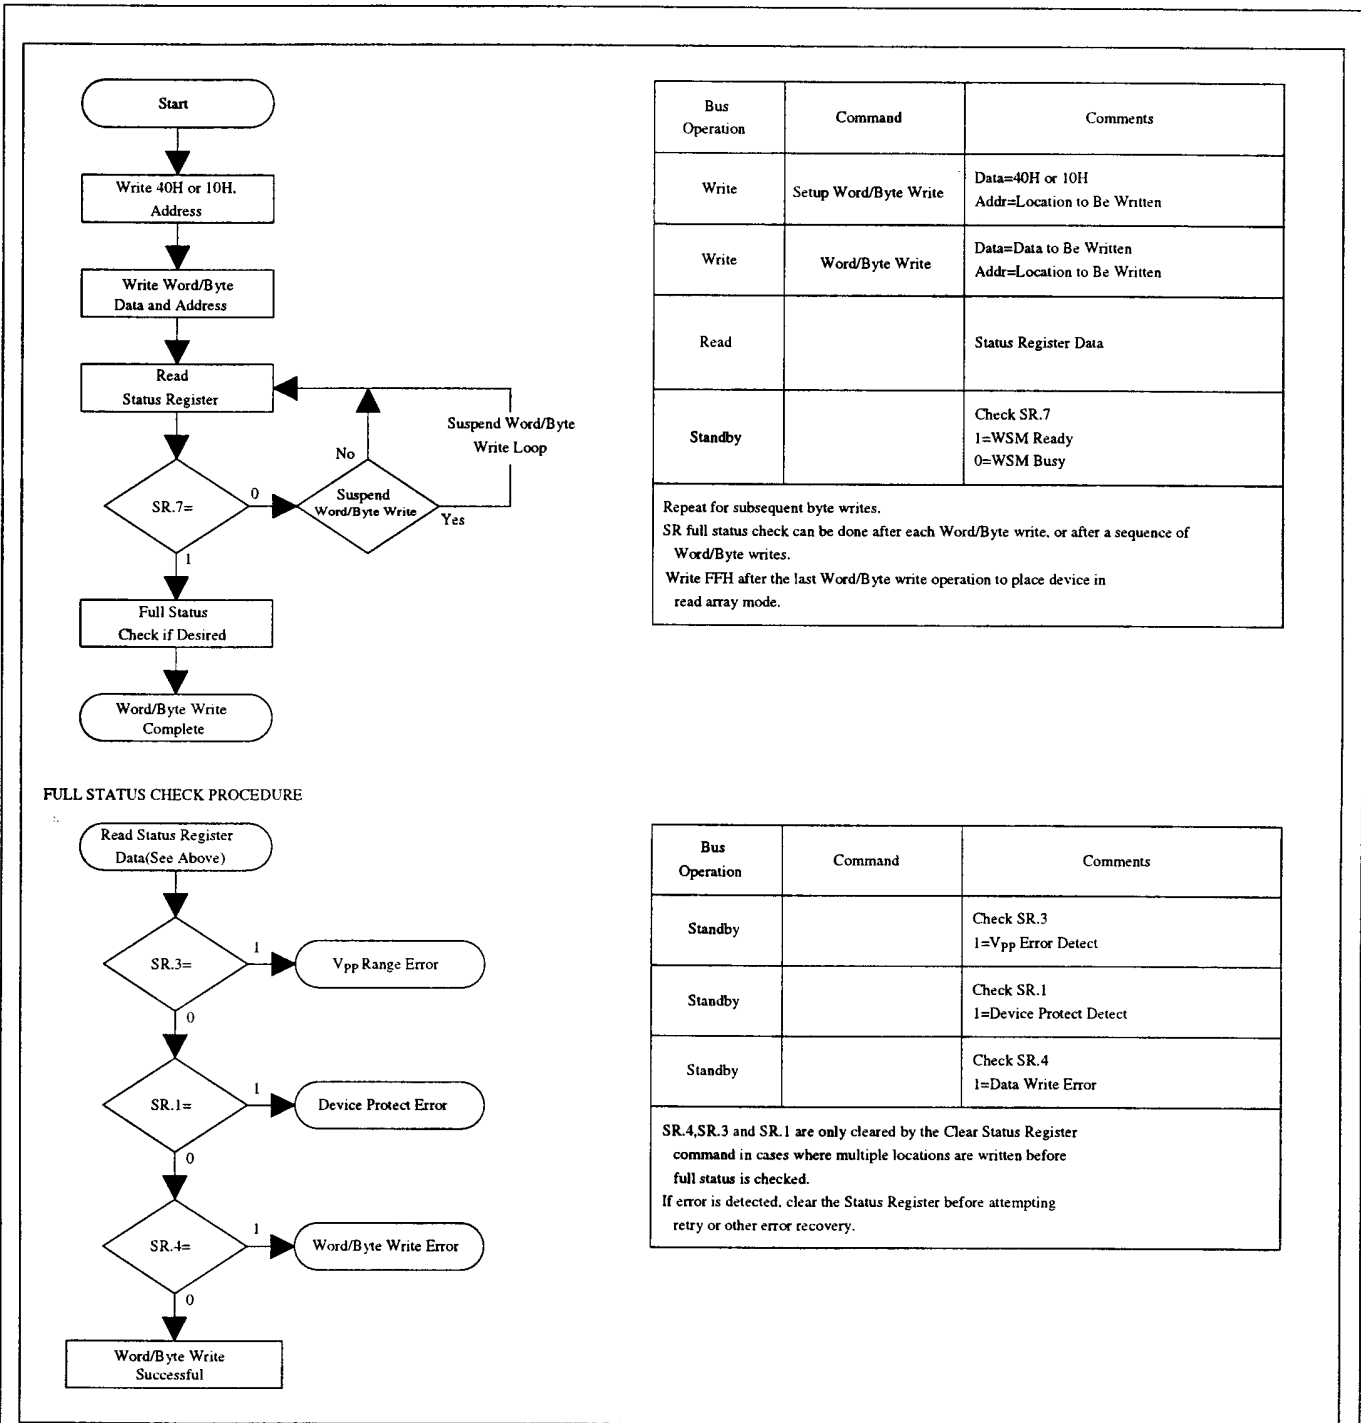 Start
Write 40H or 10H.
Address
Write Word/Byte
Data and Address
Read
Status Register
Suspend Word/Byte
Write Loop
No
SR.7=
0
Suspend
Word/Byte Write
Yes
1
Full Status
Check if Desired
Word/Byte Write
Complete
Bus
Operation
Command
Comments
Write
Setup Word/Byte Write
Data=40H or 10H
Addr=Location to Be Written
Write
Word/Byte Write
Data=Data to Be Written
Addr=Location to Be Written
Read
Status Register Data
Standby
Check SR.7
1=WSM Ready
0=WSM Busy
Repeat for subsequent byte writes.
SR full status check can be done after each Word/Byte write, or after a sequence of
Word/Byte writes.
Write FFH after the last Word/Byte write operation to place device in
read array mode.
FULL STATUS CHECK PROCEDURE
Read Status Register
Data(See Above)
SR.3=
1
VPP Range Error
0
SR.1=
1
Device Protect Error
0
SR.4=
1
Word/Byte Write Error
0
Word/Byte Write
Successful
Bus
Operation
Command
Comments
Standby
Check SR.3
1=VPP Error Detect
Standby
Check SR.1
1=Device Protect Detect
Standby
Check SR.4
1=Data Write Error
SR.4,SR.3 and SR.1 are only cleared by the Clear Status Register
command in cases where multiple locations are written before
full status is checked.
If error is detected, clear the Status Register before attempting
retry or other error recovery.